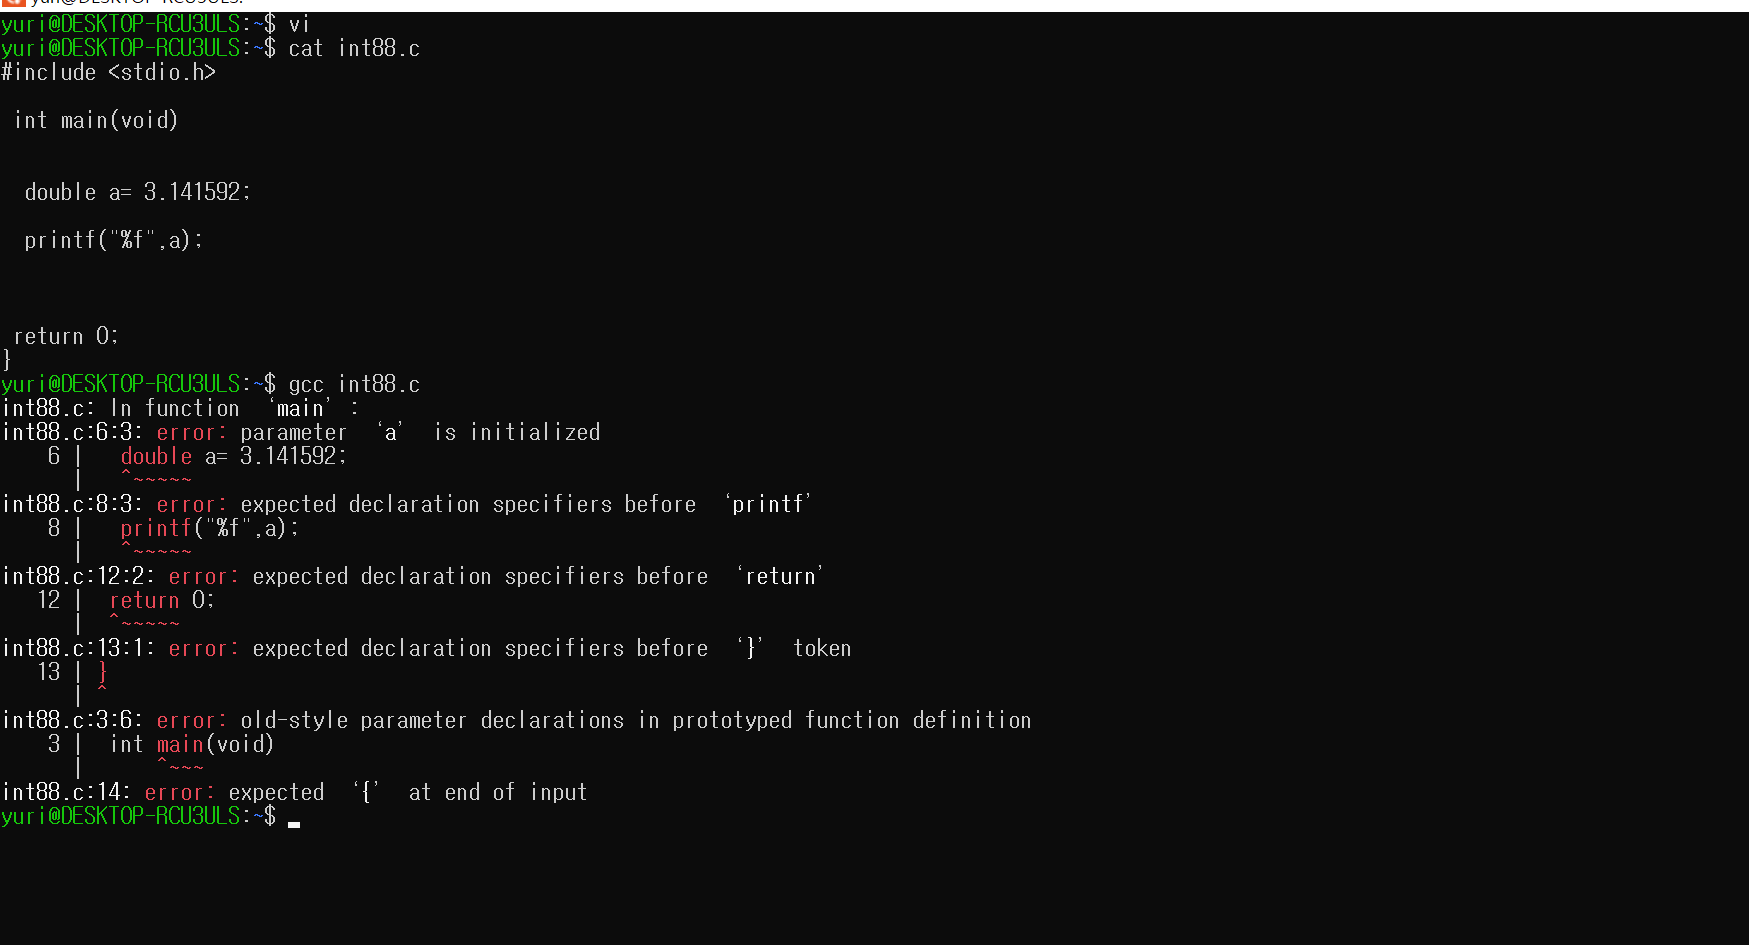 yuri@DESKTOP-RCU3ULS:~$ vi
yuri@DESKTOP-RCU3ULS:~$ cat int88.c
#include <stdio.h>
int main(void)
double a= 3.141592;
printf("%f",a);
return 0;
}
yuri@DESKTOP-RCU3ULS:~$ gcc int88.c
int88.c: In function ‘main’ :
int88.c:6:3: error: parameter ‘a’ is initialized
6 | double a= 3.141592;
| ^~~~~~
int88.c:8:3: error: expected declaration specifiers before ‘printf’
8 | printf("%f",a);
| ^~~~~~
int88.c:12:2: error: expected declaration specifiers before ‘return’
12 | return 0;
| ^~~~~~
int88.c:13:1: error: expected declaration specifiers before ‘}’ token
13 | }
| ^
int88.c:3:6: error: old-style parameter declarations in prototyped function definition
3 | int main(void)
| ^~~~
int88.c:14: error: expected ‘{’ at end of input
yuri@DESKTOP-RCU3ULS:~$